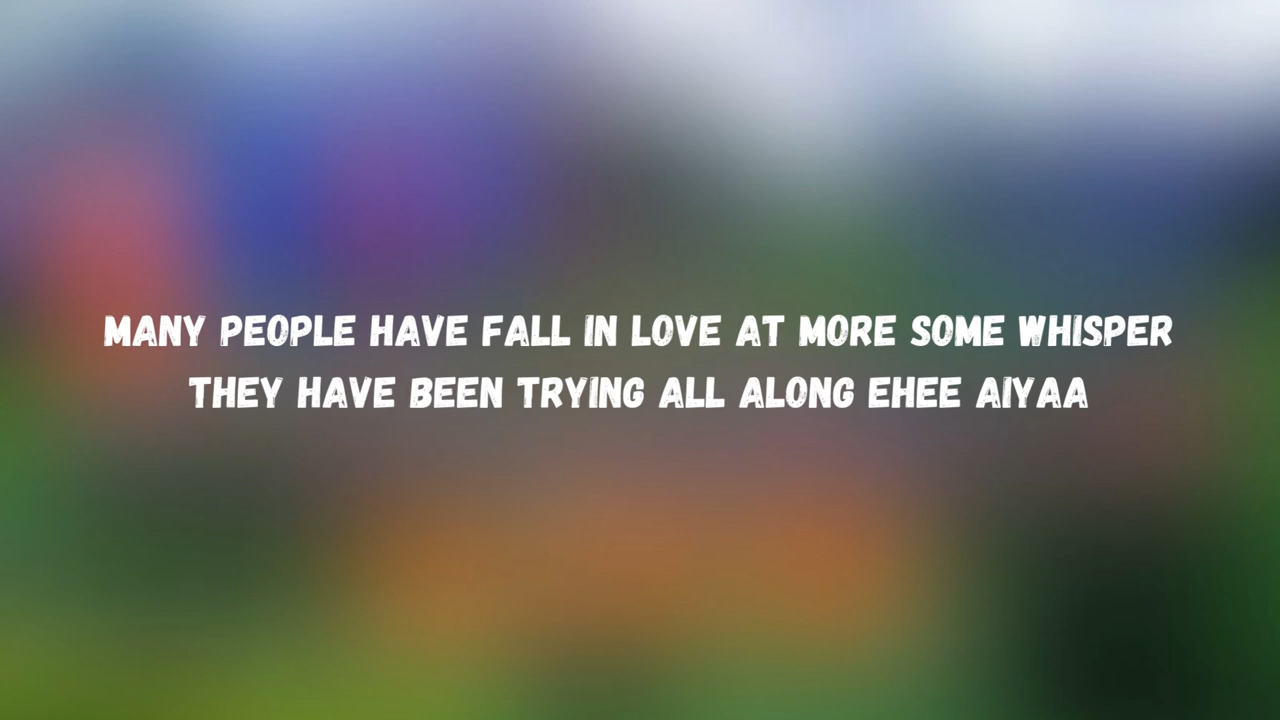 MANY PEOPLE HAVE FALL IN LOVE AT MORE SOME WHISPER
THEY HAVE BEEN TRYING ALL ALONG EHEE AIYAA